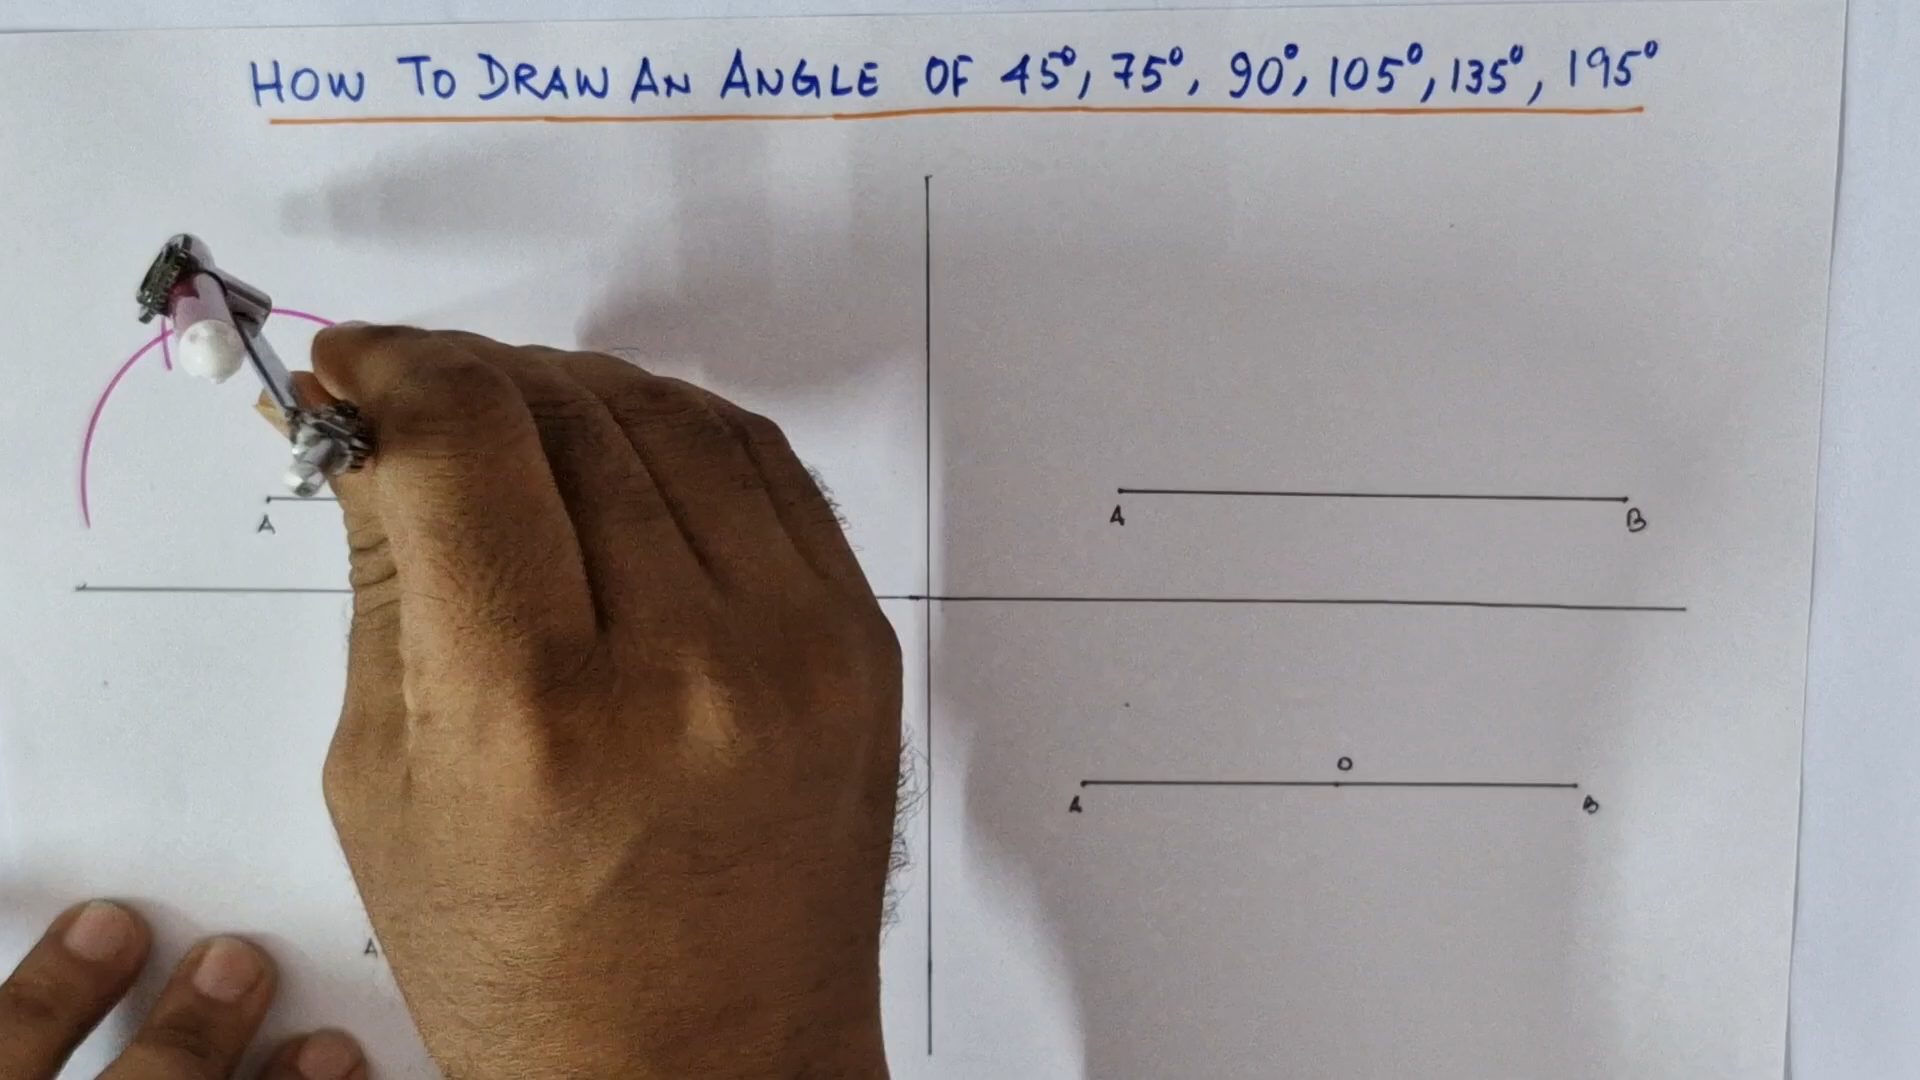 HOW TO DRAW AN ANGLE OF 45°, 75°, 90°, 105°, 135°, 195°
A
A B
O
A B
A